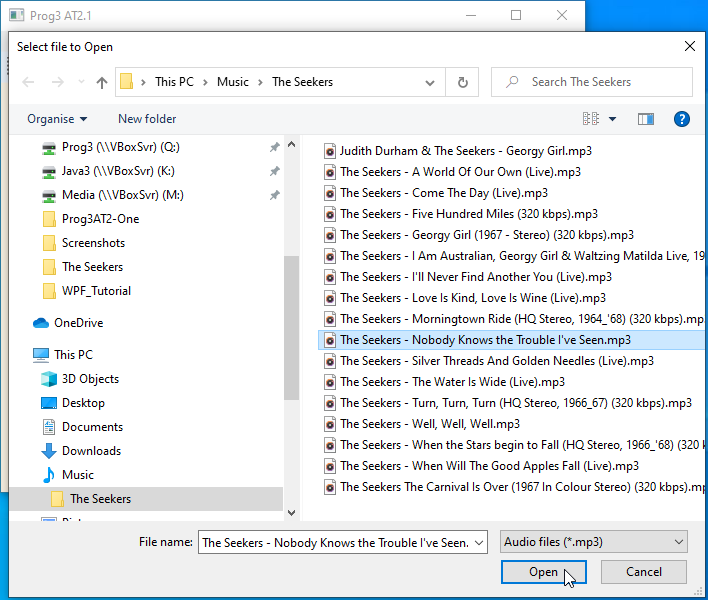 Prog3 AT2.1
Select file to Open
This PC > Music > The Seekers
Search The Seekers
Organise
New folder
Prog3 (\\VBoxSvr) (Q:)
Java3 (\\VBoxSvr) (K:)
Media (\\VBoxSvr) (M:)
Prog3AT2-One
Screenshots
The Seekers
WPF_Tutorial
OneDrive
This PC
3D Objects
Desktop
Documents
Downloads
Music
The Seekers
Judith Durham & The Seekers - Georgy Girl.mp3
The Seekers - A World Of Our Own (Live).mp3
The Seekers - Come The Day (Live).mp3
The Seekers - Five Hundred Miles (320 kbps).mp3
The Seekers - Georgy Girl (1967 - Stereo) (320 kbps).mp3
The Seekers - I Am Australian, Georgy Girl & Waltzing Matilda Live, 19
The Seekers - I'll Never Find Another You (Live).mp3
The Seekers - Love Is Kind, Love Is Wine (Live).mp3
The Seekers - Morningtown Ride (HQ Stereo, 1964_'68) (320 kbps).mp
The Seekers - Nobody Knows the Trouble I've Seen.mp3
The Seekers - Silver Threads And Golden Needles (Live).mp3
The Seekers - The Water Is Wide (Live).mp3
The Seekers - Turn, Turn, Turn (HQ Stereo, 1966_67) (320 kbps).mp3
The Seekers - Well, Well, Well.mp3
The Seekers - When the Stars begin to Fall (HQ Stereo, 1966_'68) (320 k
The Seekers - When Will The Good Apples Fall (Live).mp3
The Seekers The Carnival Is Over (1967 In Colour Stereo) (320 kbps).mp
File name:
The Seekers - Nobody Knows the Trouble I've Seen.
Audio files (*.mp3)
Open
Cancel